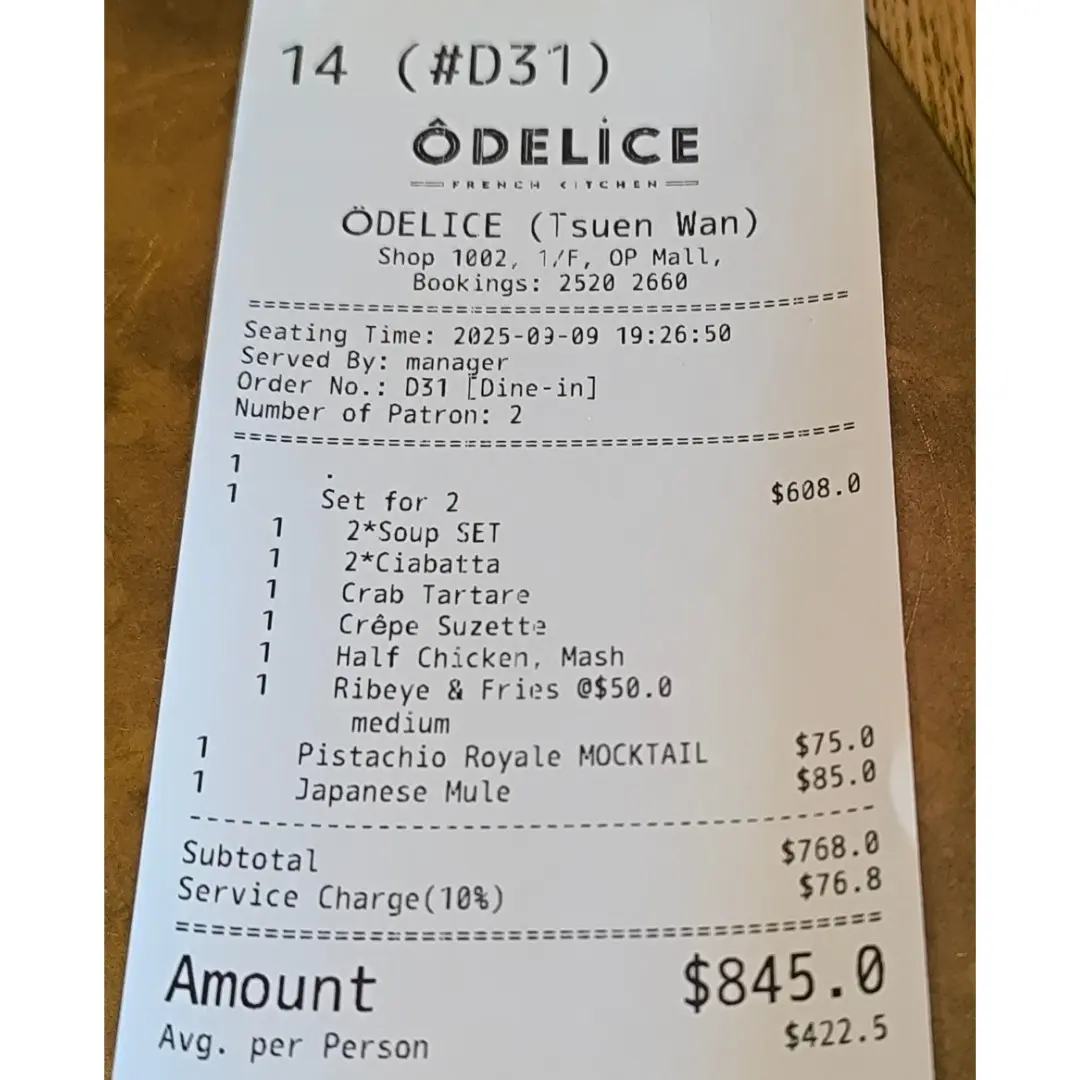 14 (#D31)
ÔDELİCE
FRENCH KITCHEN
ÖDELICE (Tsuen Wan)
Shop 1002, 1/F, OP Mall,
Bookings: 2520 2660
========================================
Seating Time: 2025-09-09 19:26:50
Served By: manager
Order No.: D31 [Dine-in]
Number of Patron: 2
========================================
1 .
1 Set for 2 $608.0
1 2*Soup SET
1 2*Ciabatta
1 Crab Tartare
1 Crêpe Suzette
1 Half Chicken, Mash
1 Ribeye & Fries @$50.0
medium
1 Pistachio Royale MOCKTAIL $75.0
1 Japanese Mule $85.0
----------------------------------------
Subtotal $768.0
Service Charge(10%) $76.8
========================================
Amount $845.0
Avg. per Person $422.5